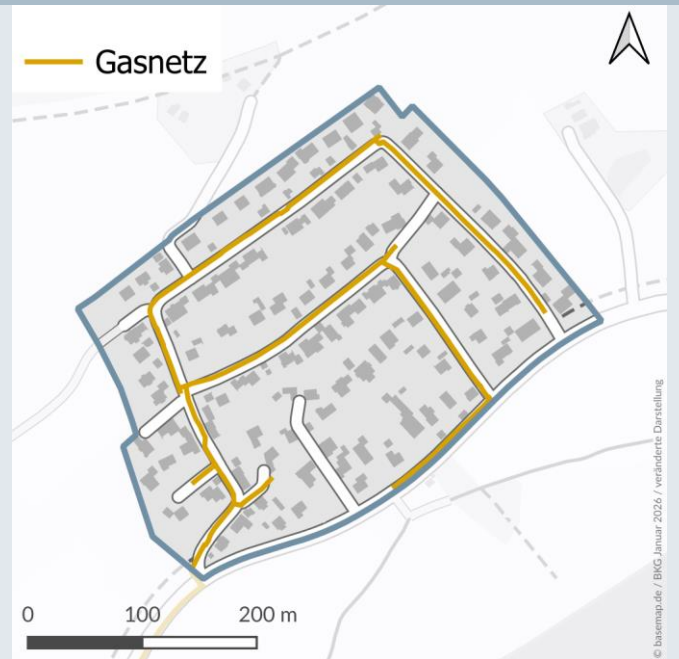 Gasnetz
0 100 200 m
© basemap.de / BKG Januar 2026 / veränderte Darstellung